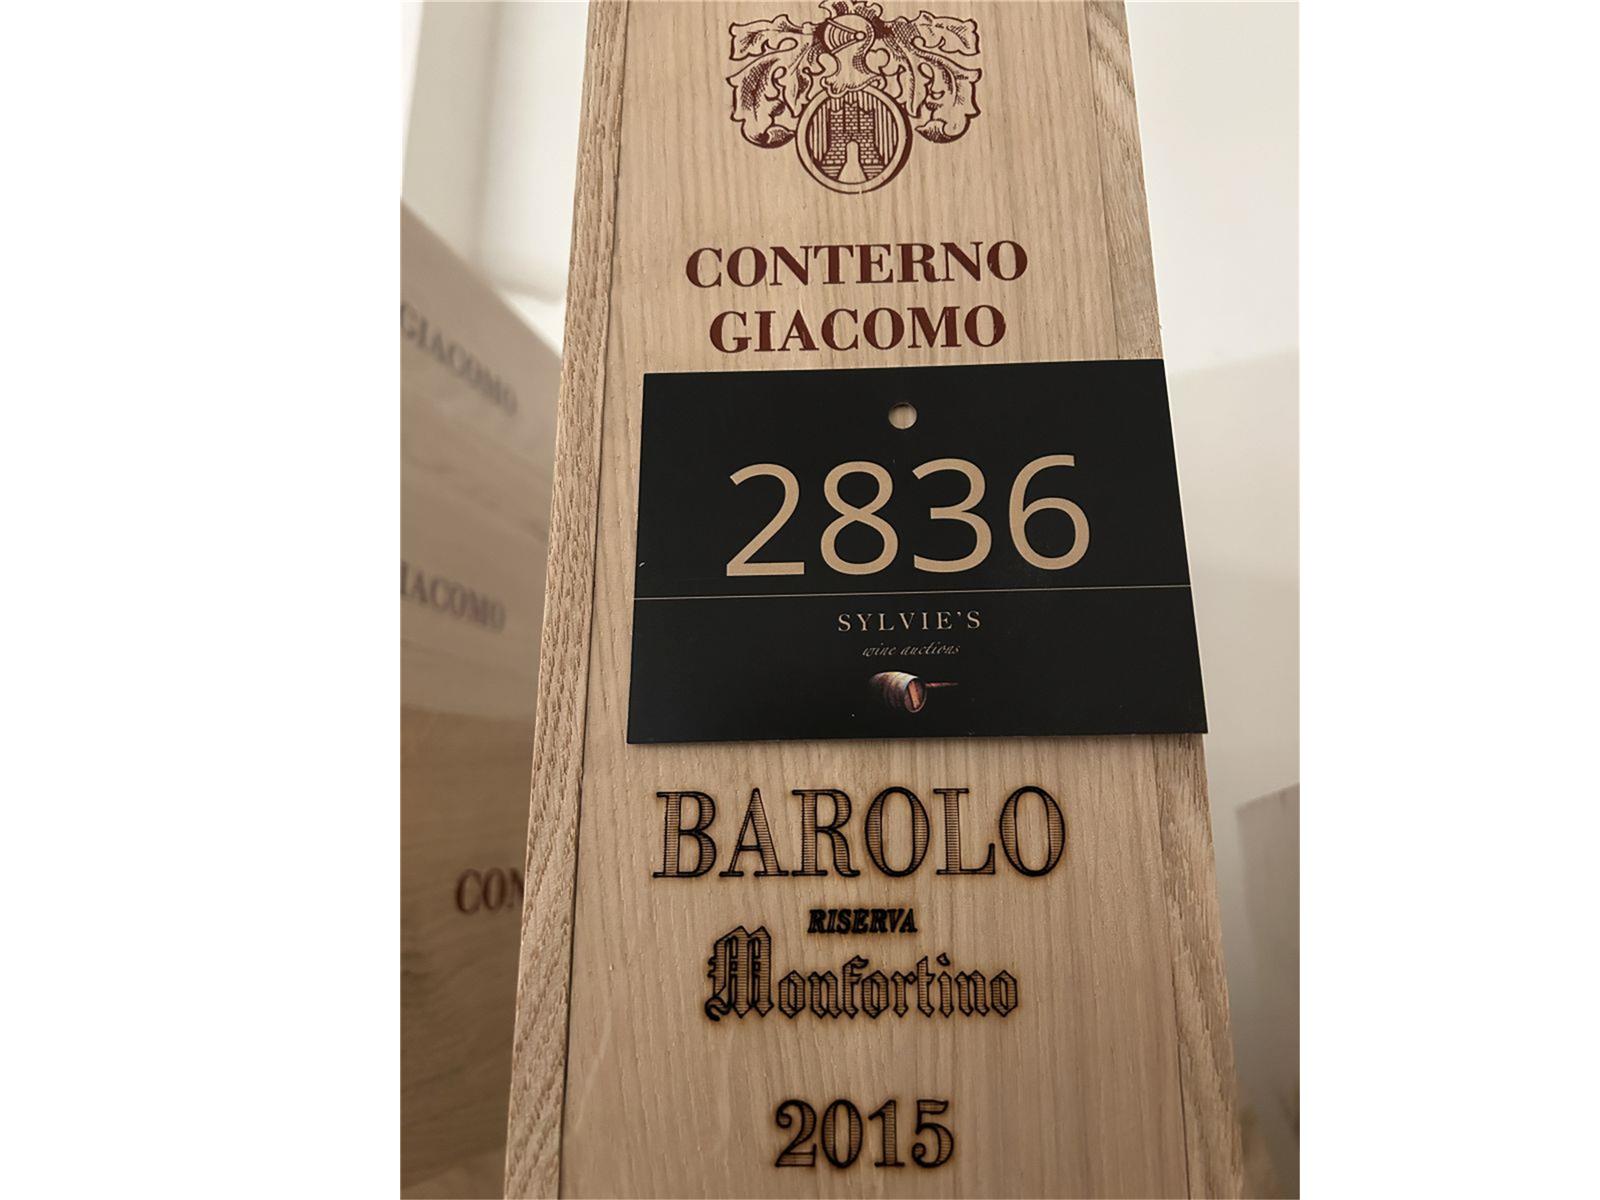 CONTERNO
GIACOMO
2836
SYLVIE'S
wine auctions
BAROLO
RISERVA
Monfortino
2015
GIACOMO
IACOMO
CON